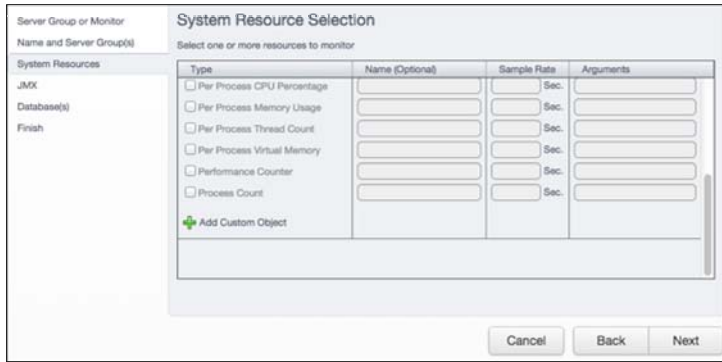 Server Group or Monitor
Name and Server Group(s)
System Resources
JMX
Database(s)
Finish
System Resource Selection
Select one or more resources to monitor
Type Name (Optional) Sample Rate Arguments
Per Process CPU Percentage Sec.
Per Process Memory Usage Sec.
Per Process Thread Count Sec.
Per Process Virtual Memory Sec.
Performance Counter Sec.
Process Count Sec.
Add Custom Object
Cancel Back Next